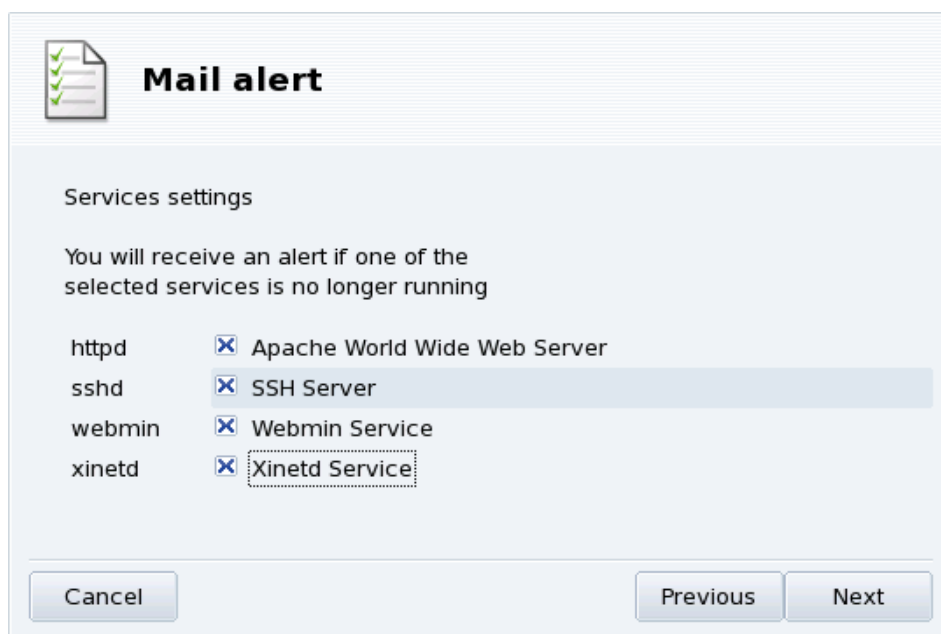 Mail alert
Services settings
You will receive an alert if one of the
selected services is no longer running
httpd Apache World Wide Web Server
sshd SSH Server
webmin Webmin Service
xinetd Xinetd Service
Cancel Previous Next